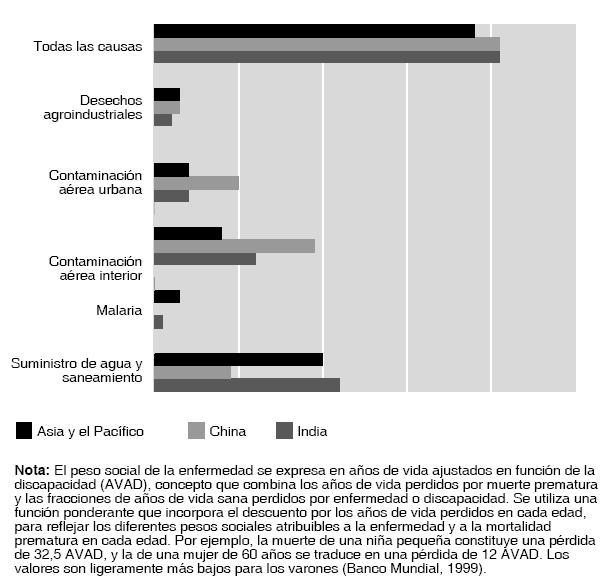 Todas las causas
Desechos
agroindustriales
Contaminación
aérea urbana
Contaminación
aérea interior
Malaria
Suministro de agua y
saneamiento
Asia y el Pacífico
China
India
Nota: El peso social de la enfermedad se expresa en años de vida ajustados en función de la
discapacidad (AVAD), concepto que combina los años de vida perdidos por muerte prematura
y las fracciones de años de vida sana perdidos por enfermedad o discapacidad. Se utiliza una
función ponderante que incorpora el descuento por los años de vida perdidos en cada edad,
para reflejar los diferentes pesos sociales atribuibles a la enfermedad y a la mortalidad
prematura en cada edad. Por ejemplo, la muerte de una niña pequeña constituye una pérdida
de 32,5 AVAD, y la de una mujer de 60 años se traduce en una pérdida de 12 AVAD. Los
valores son ligeramente más bajos para los varones (Banco Mundial, 1999).